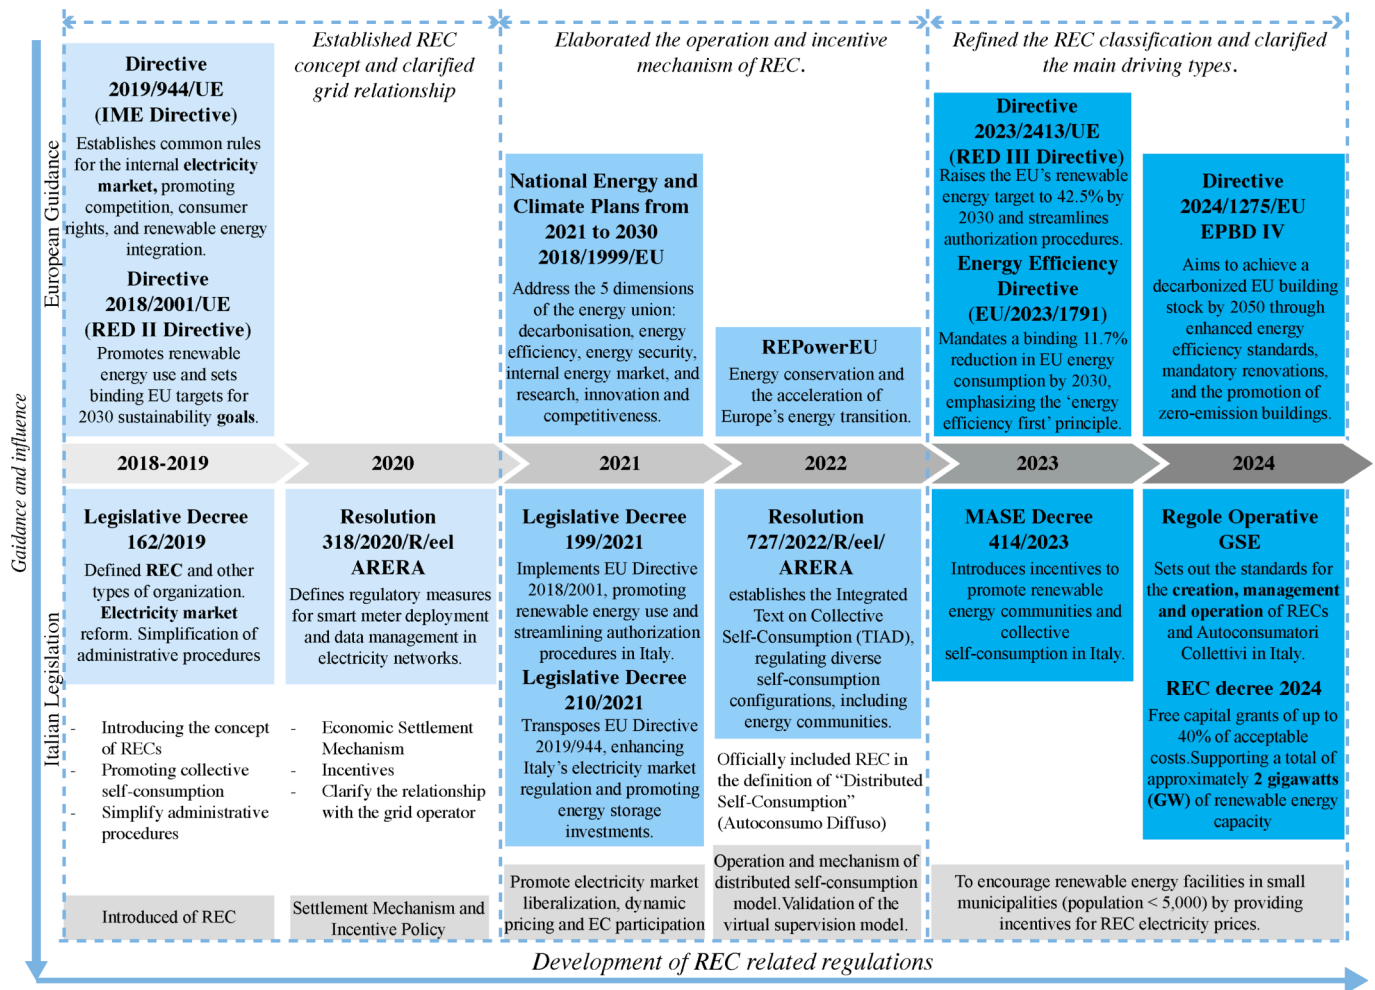 Established REC
concept and clarified
grid relationship
Elaborated the operation and incentive
mechanism of REC.
Refined the REC classification and clarified
the main driving types.
Guidance and influence
European Guidance
Directive
2019/944/UE
(IME Directive)
Establishes common rules
for the internal electricity
market, promoting
competition, consumer
rights, and renewable energy
integration.
Directive
2018/2001/UE
(RED II Directive)
Promotes renewable
energy use and sets
binding EU targets for
2030 sustainability goals.
National Energy and
Climate Plans from
2021 to 2030
2018/1999/EU
Address the 5 dimensions
of the energy union:
decarbonisation, energy
efficiency, energy security,
internal energy market, and
research, innovation and
competitiveness.
REPowerEU
Energy conservation and
the acceleration of
Europe's energy transition.
Directive
2023/2413/UE
(RED III Directive)
Raises the EU's renewable
energy target to 42.5% by
2030 and streamlines
authorization procedures.
Energy Efficiency
Directive
(EU/2023/1791)
Mandates a binding 11.7%
reduction in EU energy
consumption by 2030,
emphasizing the 'energy
efficiency first' principle.
Directive
2024/1275/EU
EPBD IV
Aims to achieve a
decarbonized EU building
stock by 2050 through
enhanced energy
efficiency standards,
mandatory renovations,
and the promotion of
zero-emission buildings.
2018-2019
2020
2021
2022
2023
2024
Italian Legislation
Legislative Decree
162/2019
Defined REC and other
types of organization.
Electricity market
reform. Simplification of
administrative procedures
- Introducing the concept
of RECs
- Promoting collective
self-consumption
- Simplify administrative
procedures
Introduced of REC
Resolution
318/2020/R/eel
ARERA
Defines regulatory measures
for smart meter deployment
and data management in
electricity networks.
- Economic Settlement
Mechanism
- Incentives
- Clarify the relationship
with the grid operator
Settlement Mechanism and
Incentive Policy
Legislative Decree
199/2021
Implements EU Directive
2018/2001, promoting
renewable energy use and
streamlining authorization
procedures in Italy.
Legislative Decree
210/2021
Transposes EU Directive
2019/944, enhancing
Italy's electricity market
regulation and promoting
energy storage
investments.
Promote electricity market
liberalization, dynamic
pricing and EC participation
Resolution
727/2022/R/eel/
ARERA
establishes the Integrated
Text on Collective
Self-Consumption (TIAD),
regulating diverse
self-consumption
configurations, including
energy communities.
Officially included REC in
the definition of "Distributed
Self-Consumption"
(Autoconsumo Diffuso)
Operation and mechanism of
distributed self-consumption
model.Validation of the
virtual supervision model.
MASE Decree
414/2023
Introduces incentives to
promote renewable
energy communities and
collective
self-consumption in Italy.
Regole Operative
GSE
Sets out the standards for
the creation, management
and operation of RECs
and Autoconsumatori
Collettivi in Italy.
REC decree 2024
Free capital grants of up to
40% of acceptable
costs.Supporting a total of
approximately 2 gigawatts
(GW) of renewable energy
capacity
To encourage renewable energy facilities in small
municipalities (population < 5,000) by providing
incentives for REC electricity prices.
Development of REC related regulations